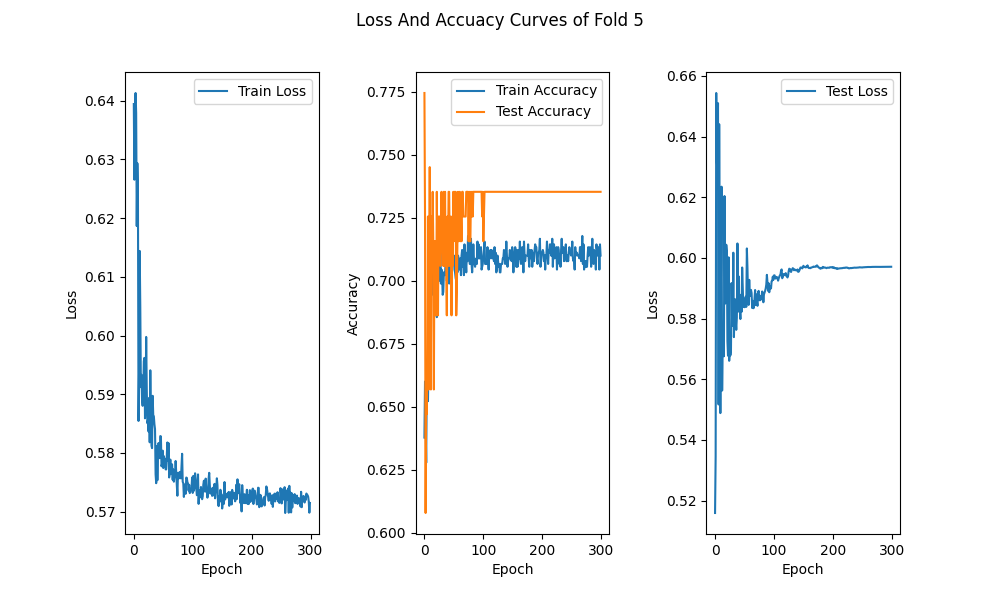 Loss And Accuacy Curves of Fold 5
Train Loss
0.64
0.63
0.62
0.61
0.60
0.59
0.58
0.57
Loss
0 100 200 300
Epoch
Train Accuracy
Test Accuracy
0.775
0.750
0.725
0.700
0.675
0.650
0.625
0.600
Accuracy
0 100 200 300
Epoch
Test Loss
0.66
0.64
0.62
0.60
0.58
0.56
0.54
0.52
Loss
0 100 200 300
Epoch